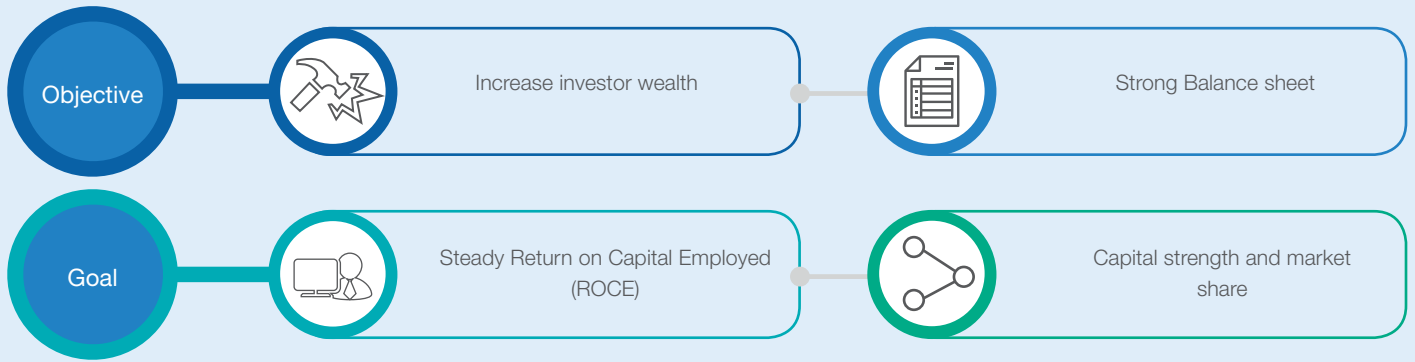 Objective
Increase investor wealth
Strong Balance sheet
Goal
Steady Return on Capital Employed
(ROCE)
Capital strength and market
share